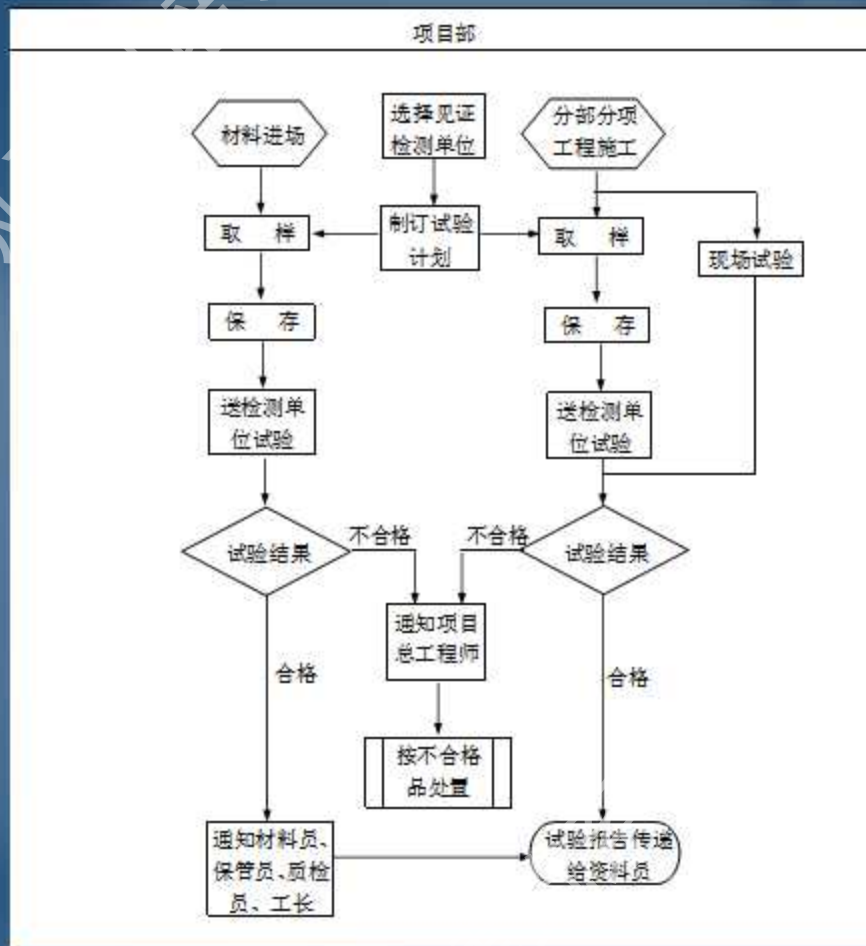 项目部
材料进场
选择见证
检测单位
分部分项
工程施工
取 样
制订试验
计划
取 样
现场试验
保 存
保 存
送检测单
位试验
送检测单
位试验
试验结果
不合格
不合格
试验结果
通知项目
总工程师
合格
合格
按不合格
品处置
通知材料员、
保管员、质检
员、工长
试验报告传递
给资料员